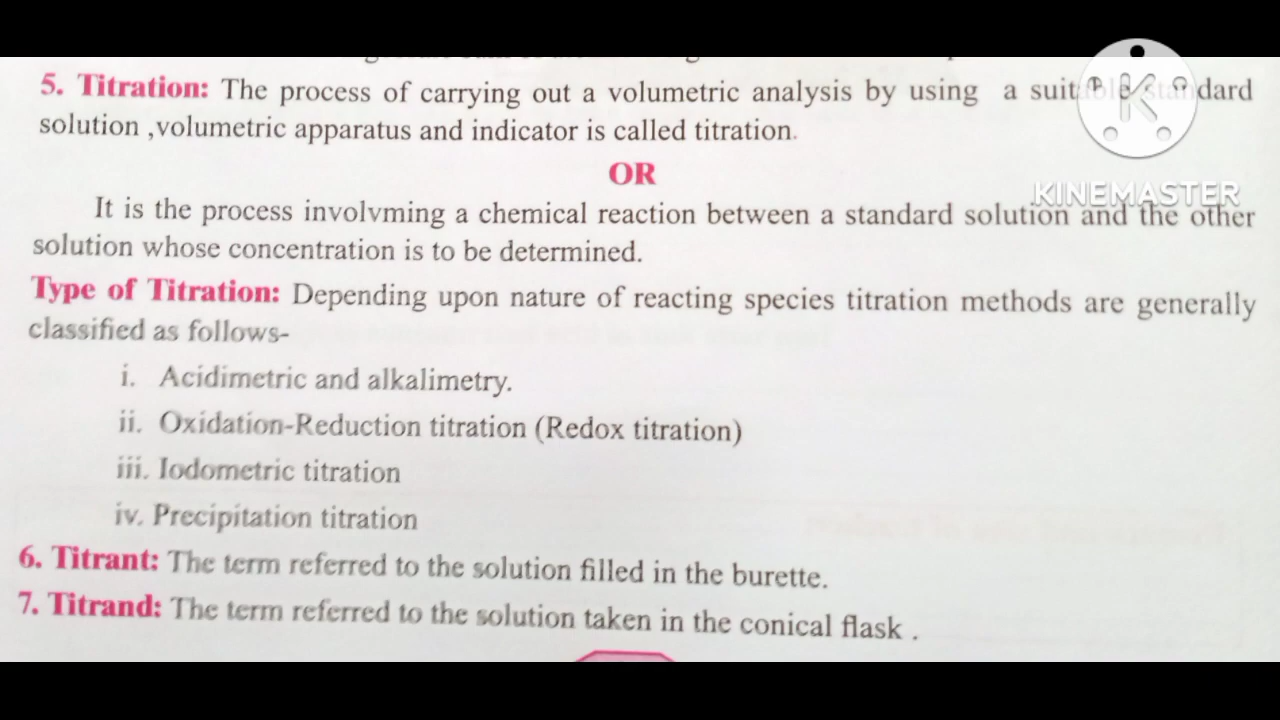 5. Titration: The process of carrying out a volumetric analysis by using a suitable standard
solution ,volumetric apparatus and indicator is called titration.
OR
It is the process involvming a chemical reaction between a standard solution and the other
solution whose concentration is to be determined.
Type of Titration: Depending upon nature of reacting species titration methods are generally
classified as follows-
i. Acidimetric and alkalimetry.
ii. Oxidation-Reduction titration (Redox titration)
iii. Iodometric titration
iv. Precipitation titration
6. Titrant: The term referred to the solution filled in the burette.
7. Titrand: The term referred to the solution taken in the conical flask .
K
KINEMASTER